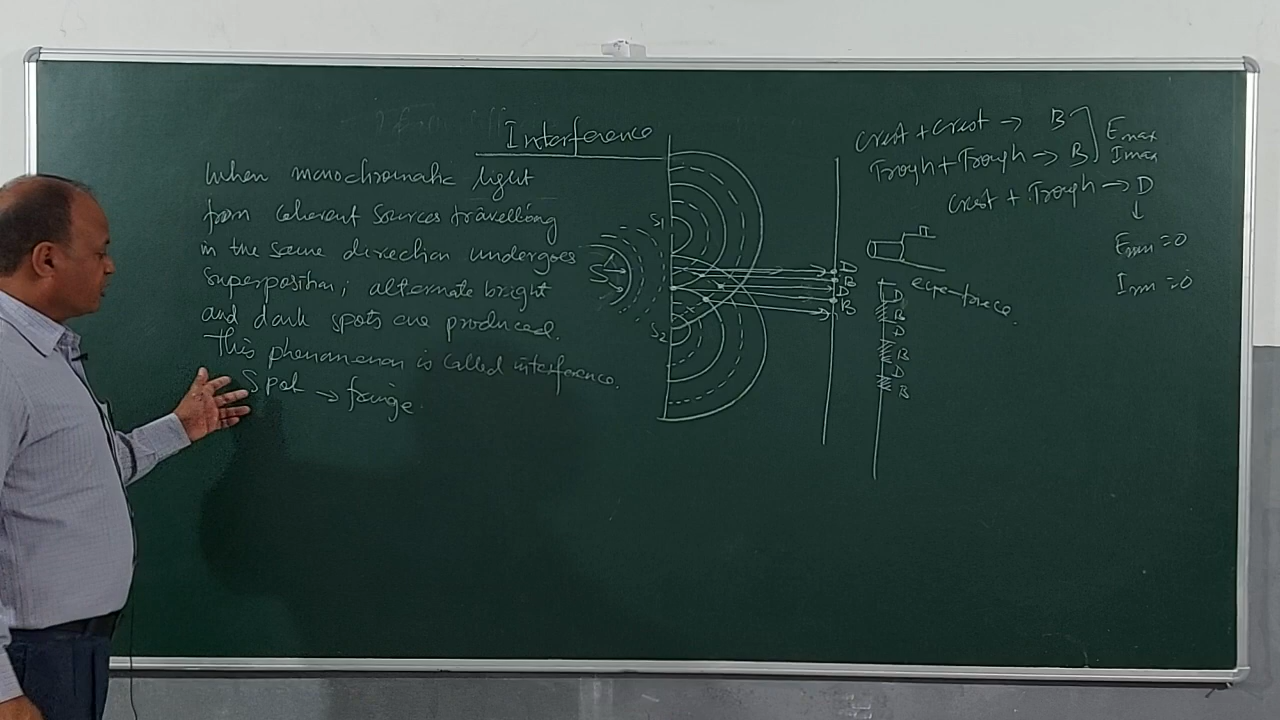 Interference
When monochromatic light
from coherent sources travelling
in the same direction undergoes
superposition; alternate bright
and dark spots are produced.
This phenomenon is called interference.
Spot → fringe.
S
S1
S2
D
B
D
B
Crest + Crest → B
Trough + Trough → B
Emax
Imax
Crest + Trough → D
↓
Emin = 0
Imin = 0
D
B
D
B
D
B